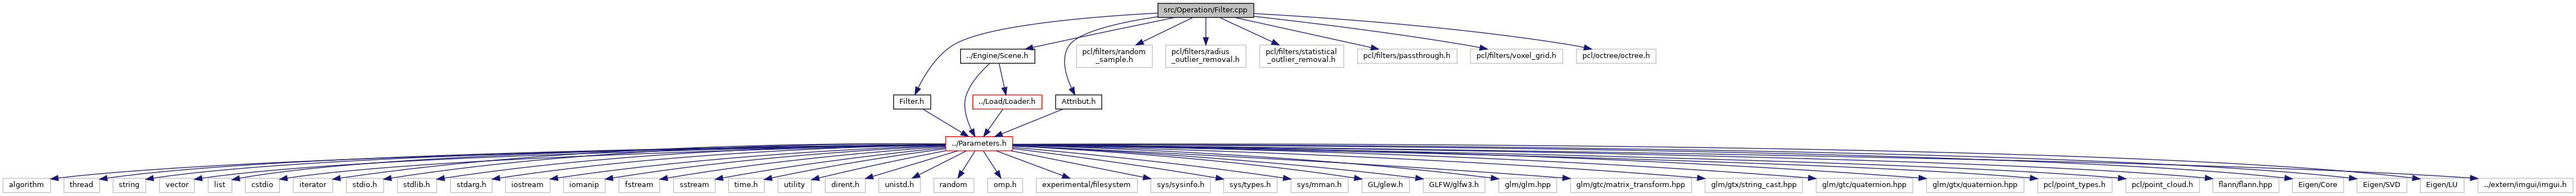 src/Operation/Filter.cpp
../Engine/Scene.h
pcl/filters/random
_sample.h
pcl/filters/radius
_outlier_removal.h
pcl/filters/statistical
_outlier_removal.h
pcl/filters/passthrough.h
pcl/filters/voxel_grid.h
pcl/octree/octree.h
Filter.h
../Load/Loader.h
Attribut.h
../Parameters.h
algorithm
thread
string
vector
list
cstdio
iterator
stdio.h
stdlib.h
stdarg.h
iostream
iomanip
fstream
sstream
time.h
utility
dirent.h
unistd.h
random
omp.h
experimental/filesystem
sys/sysinfo.h
sys/types.h
sys/mman.h
GL/glew.h
GLFW/glfw3.h
glm/glm.hpp
glm/gtc/matrix_transform.hpp
glm/gtx/string_cast.hpp
glm/gtc/quaternion.hpp
glm/gtx/quaternion.hpp
pcl/point_types.h
pcl/point_cloud.h
flann/flann.hpp
Eigen/Core
Eigen/SVD
Eigen/LU
../extern/imgui/imgui.h